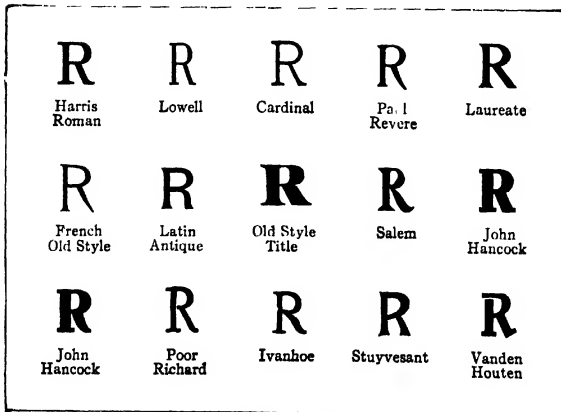 R R R R R
Harris Lowell Cardinal Laureate
Roman Revere
R R R R R
French Latin Old Style Salem John
Old Style Antique Title Hancock
R R R R R
John Poor Ivanhoe Stuyvesant Vanden
Hancock Richard Houten